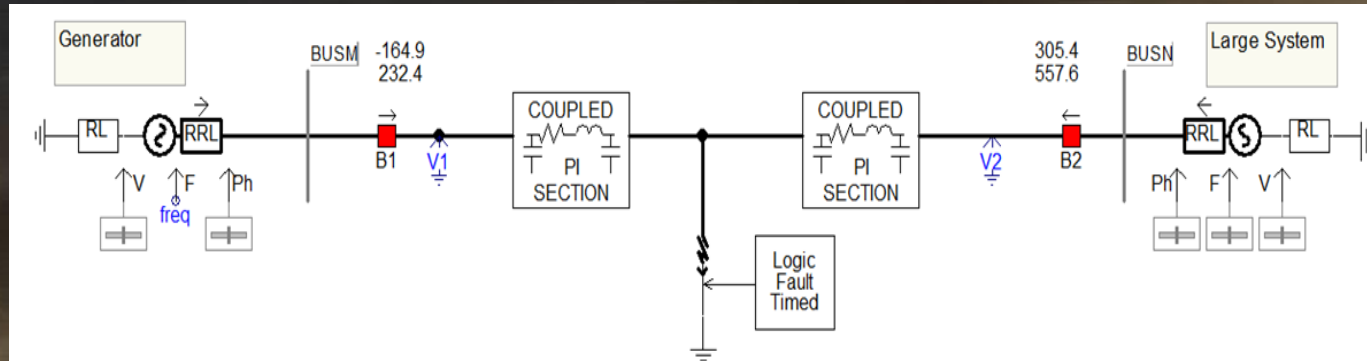 Generator
BUSM
-164.9
232.4
305.4
557.6
BUSN
Large System
RL
RRL
B1
V1
COUPLED
PI
SECTION
COUPLED
PI
SECTION
V2
B2
RRL
RL
V
F
Ph
freq
Ph
F
V
Logic
Fault
Timed